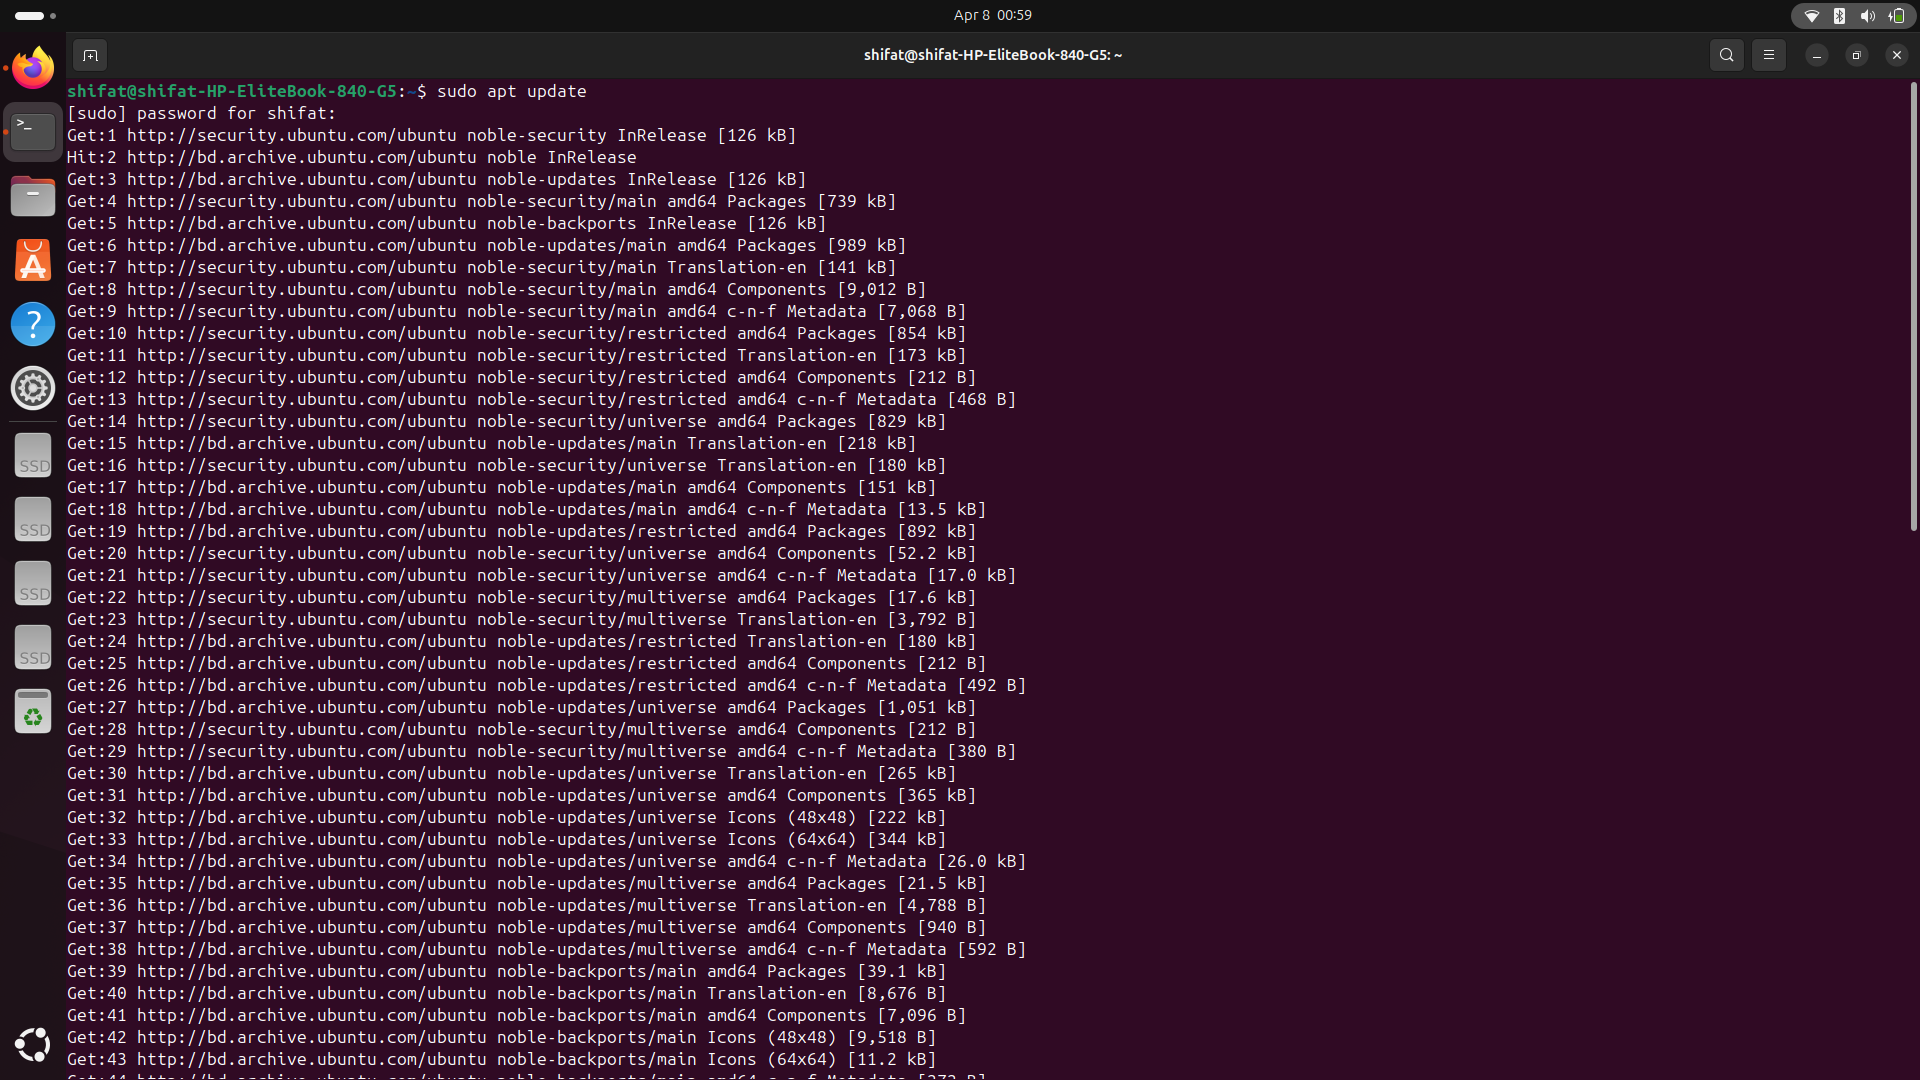 Apr 8 00:59
shifat@shifat-HP-EliteBook-840-G5: ~
shifat@shifat-HP-EliteBook-840-G5:~$ sudo apt update
[sudo] password for shifat:
Get:1 http://security.ubuntu.com/ubuntu noble-security InRelease [126 kB]
Hit:2 http://bd.archive.ubuntu.com/ubuntu noble InRelease
Get:3 http://bd.archive.ubuntu.com/ubuntu noble-updates InRelease [126 kB]
Get:4 http://security.ubuntu.com/ubuntu noble-security/main amd64 Packages [739 kB]
Get:5 http://bd.archive.ubuntu.com/ubuntu noble-backports InRelease [126 kB]
Get:6 http://bd.archive.ubuntu.com/ubuntu noble-updates/main amd64 Packages [989 kB]
Get:7 http://security.ubuntu.com/ubuntu noble-security/main Translation-en [141 kB]
Get:8 http://security.ubuntu.com/ubuntu noble-security/main amd64 Components [9,012 B]
Get:9 http://security.ubuntu.com/ubuntu noble-security/main amd64 c-n-f Metadata [7,068 B]
Get:10 http://security.ubuntu.com/ubuntu noble-security/restricted amd64 Packages [854 kB]
Get:11 http://security.ubuntu.com/ubuntu noble-security/restricted Translation-en [173 kB]
Get:12 http://security.ubuntu.com/ubuntu noble-security/restricted amd64 Components [212 B]
Get:13 http://security.ubuntu.com/ubuntu noble-security/restricted amd64 c-n-f Metadata [468 B]
Get:14 http://security.ubuntu.com/ubuntu noble-security/universe amd64 Packages [829 kB]
Get:15 http://bd.archive.ubuntu.com/ubuntu noble-updates/main Translation-en [218 kB]
Get:16 http://security.ubuntu.com/ubuntu noble-security/universe Translation-en [180 kB]
Get:17 http://bd.archive.ubuntu.com/ubuntu noble-updates/main amd64 Components [151 kB]
Get:18 http://bd.archive.ubuntu.com/ubuntu noble-updates/main amd64 c-n-f Metadata [13.5 kB]
Get:19 http://bd.archive.ubuntu.com/ubuntu noble-updates/restricted amd64 Packages [892 kB]
Get:20 http://security.ubuntu.com/ubuntu noble-security/universe amd64 Components [52.2 kB]
Get:21 http://security.ubuntu.com/ubuntu noble-security/universe amd64 c-n-f Metadata [17.0 kB]
Get:22 http://security.ubuntu.com/ubuntu noble-security/multiverse amd64 Packages [17.6 kB]
Get:23 http://security.ubuntu.com/ubuntu noble-security/multiverse Translation-en [3,792 B]
Get:24 http://bd.archive.ubuntu.com/ubuntu noble-updates/restricted Translation-en [180 kB]
Get:25 http://bd.archive.ubuntu.com/ubuntu noble-updates/restricted amd64 Components [212 B]
Get:26 http://bd.archive.ubuntu.com/ubuntu noble-updates/restricted amd64 c-n-f Metadata [492 B]
Get:27 http://bd.archive.ubuntu.com/ubuntu noble-updates/universe amd64 Packages [1,051 kB]
Get:28 http://security.ubuntu.com/ubuntu noble-security/multiverse amd64 Components [212 B]
Get:29 http://security.ubuntu.com/ubuntu noble-security/multiverse amd64 c-n-f Metadata [380 B]
Get:30 http://bd.archive.ubuntu.com/ubuntu noble-updates/universe Translation-en [265 kB]
Get:31 http://bd.archive.ubuntu.com/ubuntu noble-updates/universe amd64 Components [365 kB]
Get:32 http://bd.archive.ubuntu.com/ubuntu noble-updates/universe Icons (48x48) [222 kB]
Get:33 http://bd.archive.ubuntu.com/ubuntu noble-updates/universe Icons (64x64) [344 kB]
Get:34 http://bd.archive.ubuntu.com/ubuntu noble-updates/universe amd64 c-n-f Metadata [26.0 kB]
Get:35 http://bd.archive.ubuntu.com/ubuntu noble-updates/multiverse amd64 Packages [21.5 kB]
Get:36 http://bd.archive.ubuntu.com/ubuntu noble-updates/multiverse Translation-en [4,788 B]
Get:37 http://bd.archive.ubuntu.com/ubuntu noble-updates/multiverse amd64 Components [940 B]
Get:38 http://bd.archive.ubuntu.com/ubuntu noble-updates/multiverse amd64 c-n-f Metadata [592 B]
Get:39 http://bd.archive.ubuntu.com/ubuntu noble-backports/main amd64 Packages [39.1 kB]
Get:40 http://bd.archive.ubuntu.com/ubuntu noble-backports/main Translation-en [8,676 B]
Get:41 http://bd.archive.ubuntu.com/ubuntu noble-backports/main amd64 Components [7,096 B]
Get:42 http://bd.archive.ubuntu.com/ubuntu noble-backports/main Icons (48x48) [9,518 B]
Get:43 http://bd.archive.ubuntu.com/ubuntu noble-backports/main Icons (64x64) [11.2 kB]
SSD
SSD
SSD
SSD